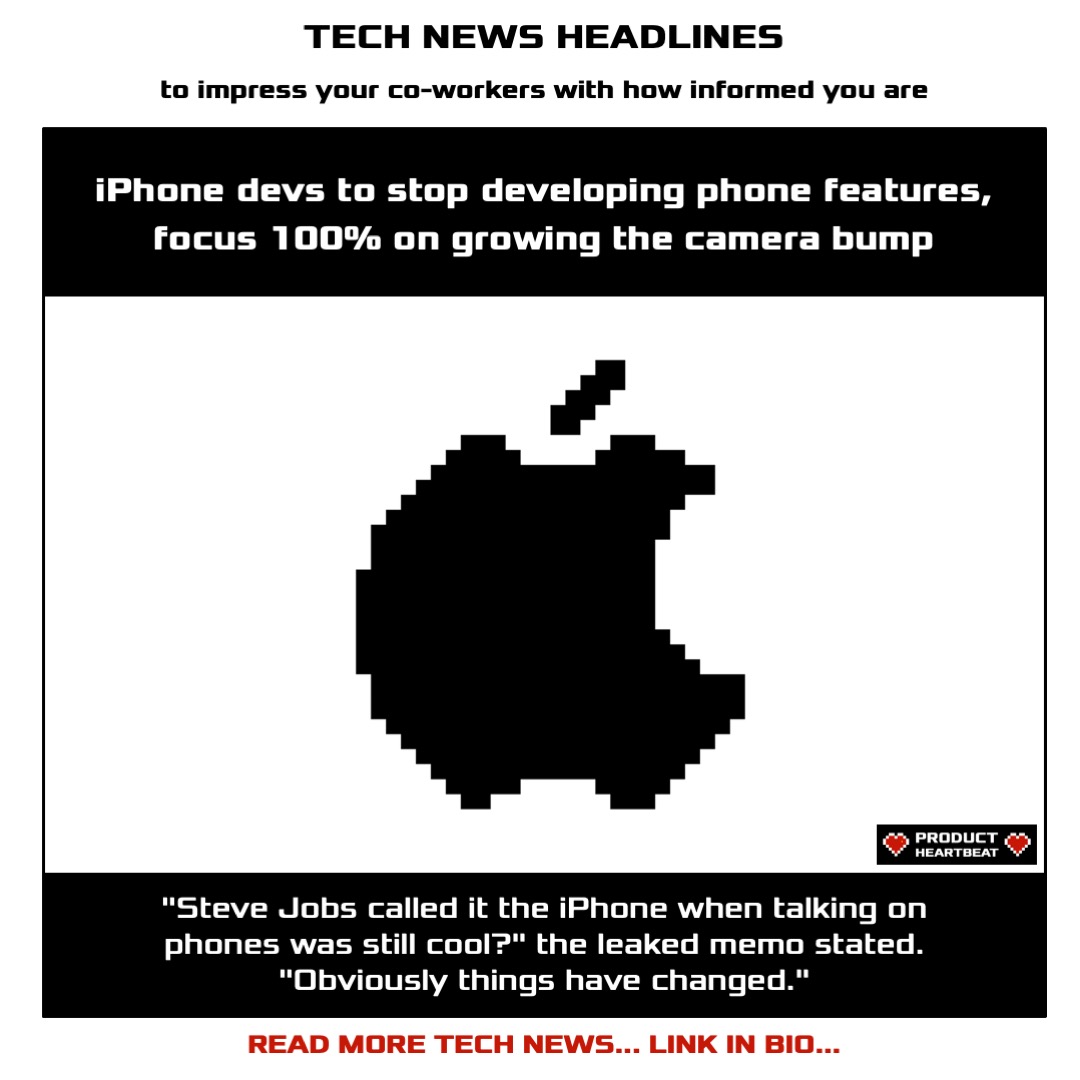 TECH NEWS HEADLINES
to impress your co-workers with how informed you are
iPhone devs to stop developing phone features,
focus 100% on growing the camera bump
PRODUCT
HEARTBEAT
"Steve Jobs called it the iPhone when talking on
phones was still cool?" the leaked memo stated.
"Obviously things have changed."
READ MORE TECH NEWS... LINK IN BIO...